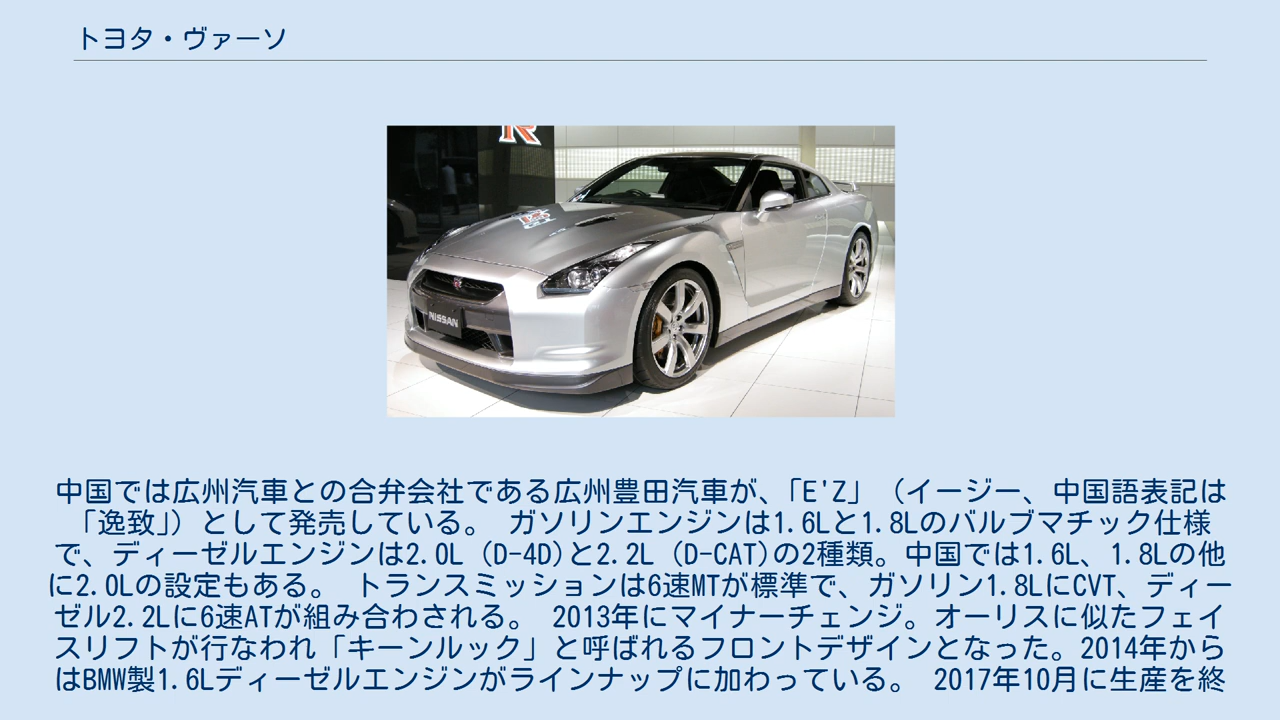 トヨタ・ヴァーソ
R
NISSAN
中国では広州汽車との合弁会社である広州豊田汽車が、「E'Z」（イージー、中国語表記は
「逸致」）として発売している。 ガソリンエンジンは1.6Lと1.8Lのバルブマチック仕様
で、ディーゼルエンジンは2.0L (D-4D)と2.2L (D-CAT)の2種類。中国では1.6L、1.8Lの他
に2.0Lの設定もある。 トランスミッションは6速MTが標準で、ガソリン1.8LにCVT、ディー
ゼル2.2Lに6速ATが組み合わされる。 2013年にマイナーチェンジ。オーリスに似たフェイ
スリフトが行なわれ「キーンルック」と呼ばれるフロントデザインとなった。2014年から
はBMW製1.6Lディーゼルエンジンがラインナップに加わっている。 2017年10月に生産を終